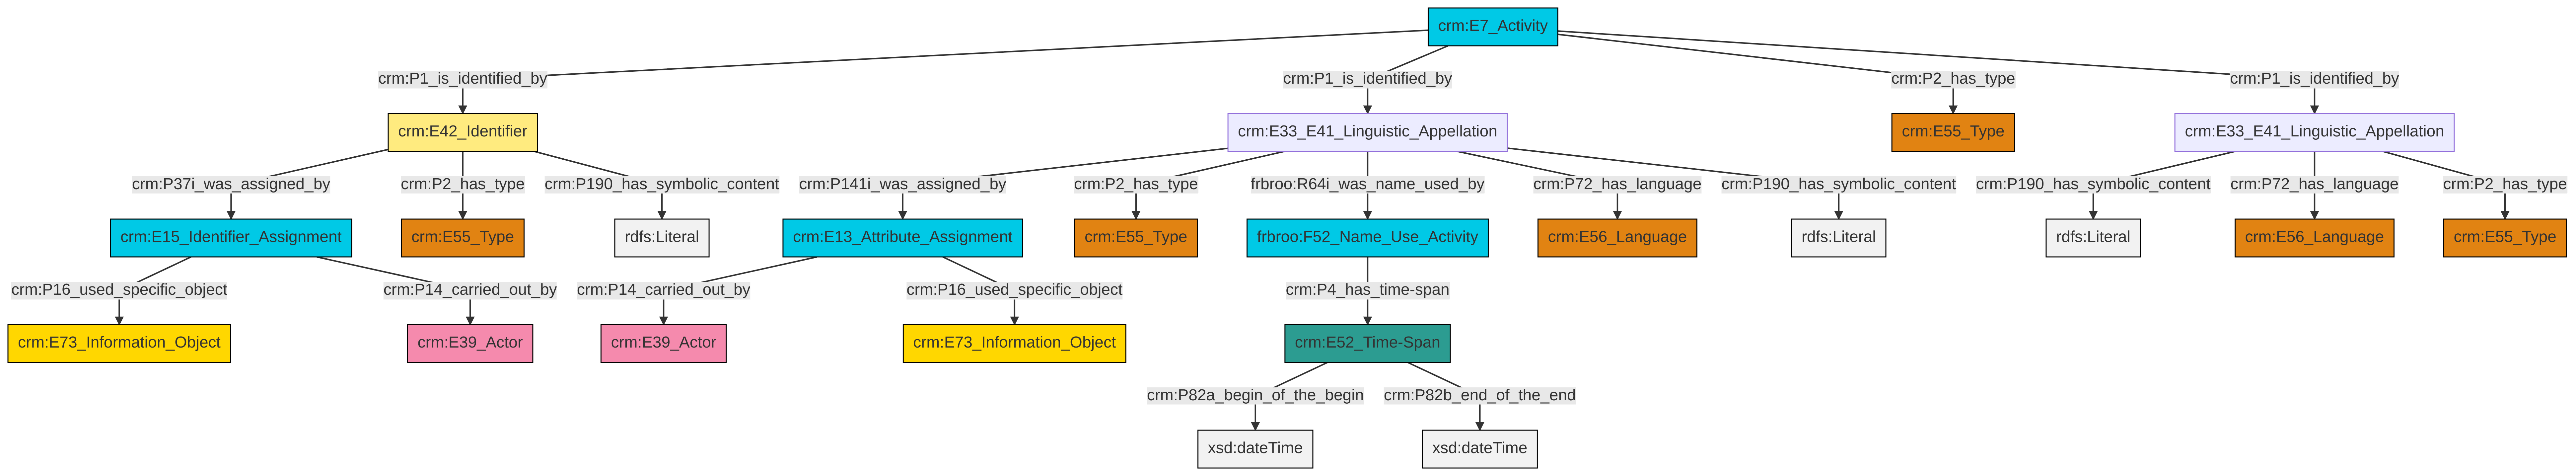 crm:E7_Activity
crm:P1_is_identified_by crm:P1_is_identified_by crm:P2_has_type crm:P1_is_identified_by
crm:E42_Identifier crm:E33_E41_Linguistic_Appellation crm:E55_Type crm:E33_E41_Linguistic_Appellation
crm:P37i_was_assigned_by crm:P2_has_type crm:P190_has_symbolic_content crm:P141i_was_assigned_by crm:P2_has_type frbroo:R64i_was_name_used_by crm:P72_has_language crm:P190_has_symbolic_content crm:P190_has_symbolic_content crm:P72_has_language crm:P2_has_type
crm:E15_Identifier_Assignment crm:E55_Type rdfs:Literal crm:E13_Attribute_Assignment crm:E55_Type frbroo:F52_Name_Use_Activity crm:E56_Language rdfs:Literal rdfs:Literal crm:E56_Language crm:E55_Type
crm:P16_used_specific_object crm:P14_carried_out_by crm:P14_carried_out_by crm:P16_used_specific_object crm:P4_has_time-span
crm:E73_Information_Object crm:E39_Actor crm:E39_Actor crm:E73_Information_Object crm:E52_Time-Span
crm:P82a_begin_of_the_begin crm:P82b_end_of_the_end
xsd:dateTime xsd:dateTime